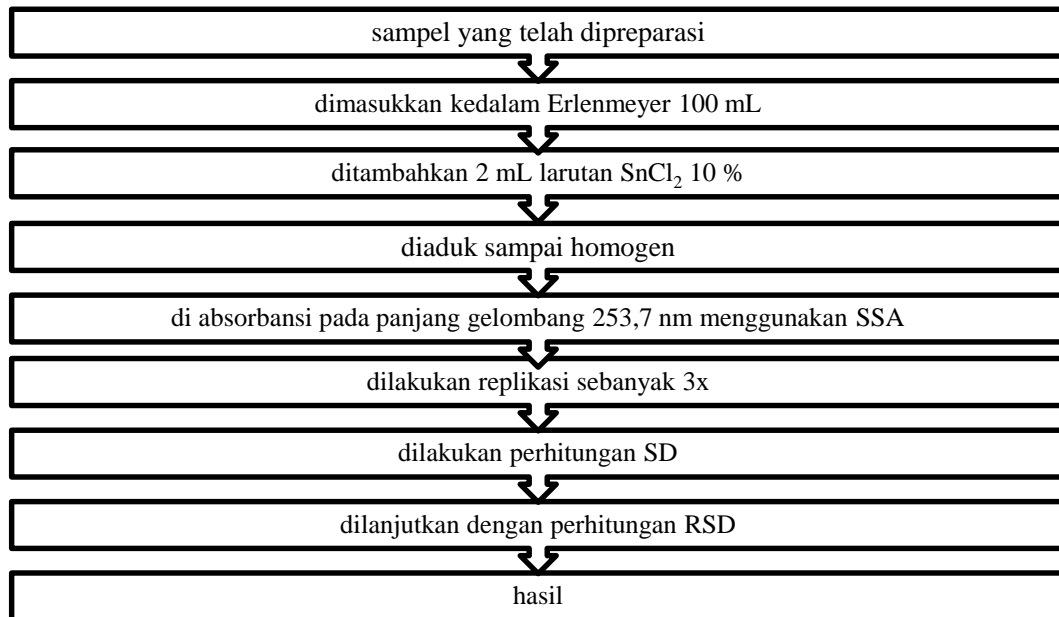 sampel yang telah dipreparasi
dimasukkan kedalam Erlenmeyer 100 mL
ditambahkan 2 mL larutan SnCl₂ 10 %
diaduk sampai homogen
di absorbansi pada panjang gelombang 253,7 nm menggunakan SSA
dilakukan replikasi sebanyak 3x
dilakukan perhitungan SD
dilanjutkan dengan perhitungan RSD
hasil